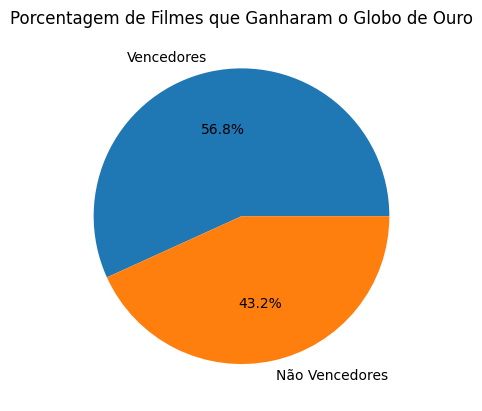 Porcentagem de Filmes que Ganharam o Globo de Ouro
Vencedores
56.8%
43.2%
Não Vencedores